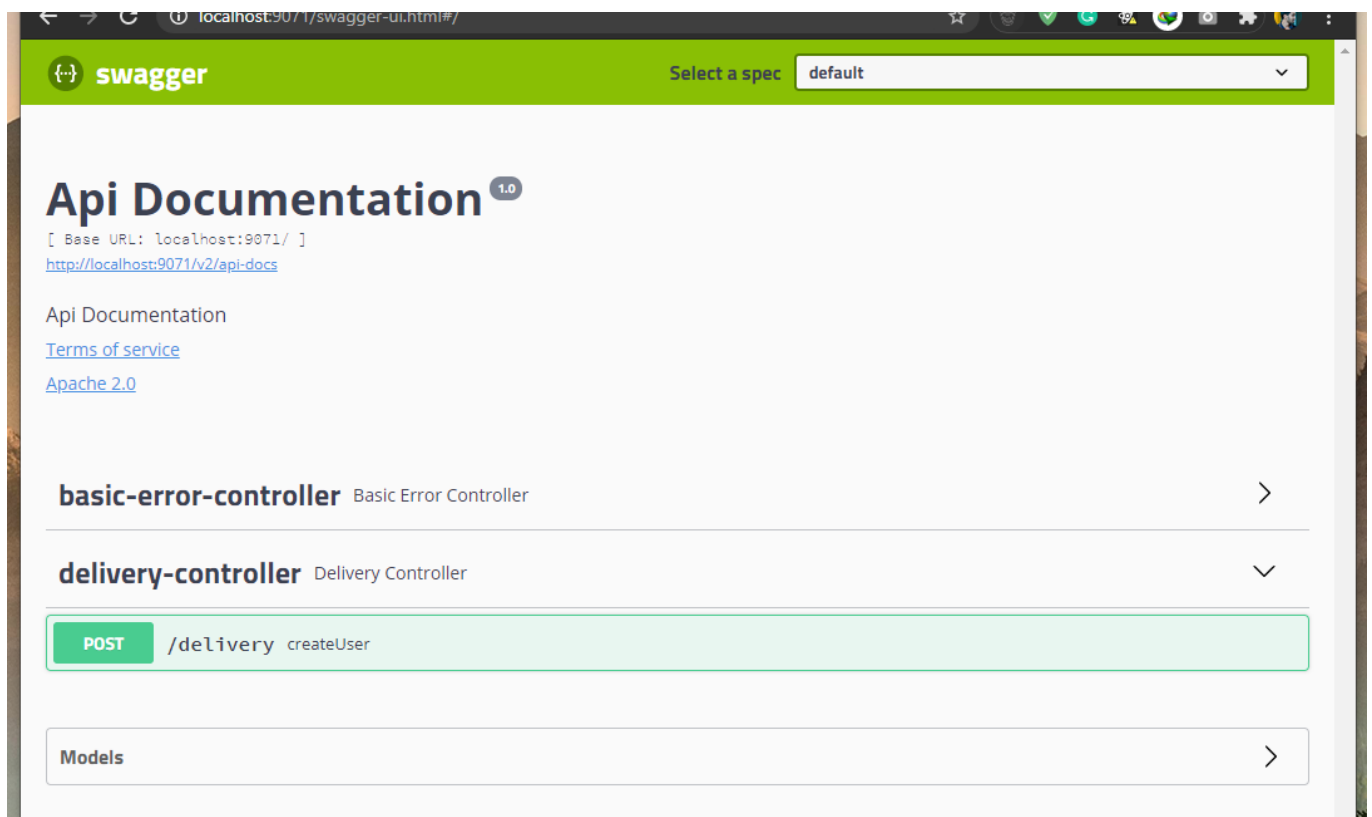 localhost:9071/swagger-ui.html#/
{··} swagger Select a spec default
Api Documentation 1.0
[ Base URL: localhost:9071/ ]
http://localhost:9071/v2/api-docs
Api Documentation
Terms of service
Apache 2.0
basic-error-controller Basic Error Controller
delivery-controller Delivery Controller
POST /delivery createUser
Models